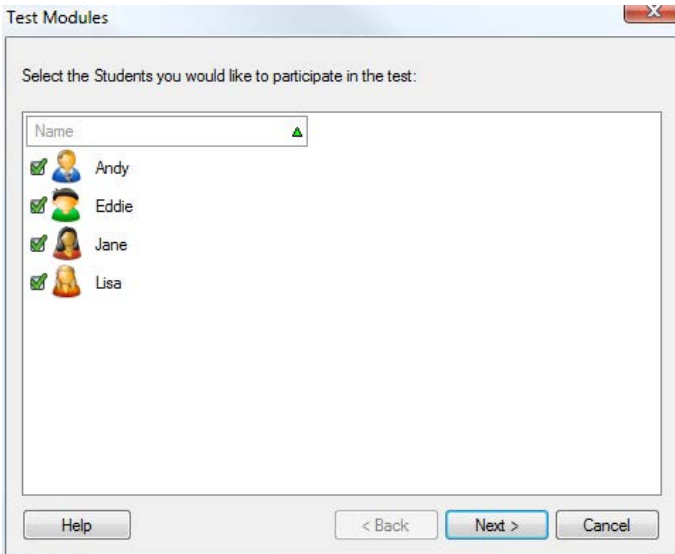 Test Modules
Select the Students you would like to participate in the test:
Name
Andy
Eddie
Jane
Lisa
Help < Back Next > Cancel